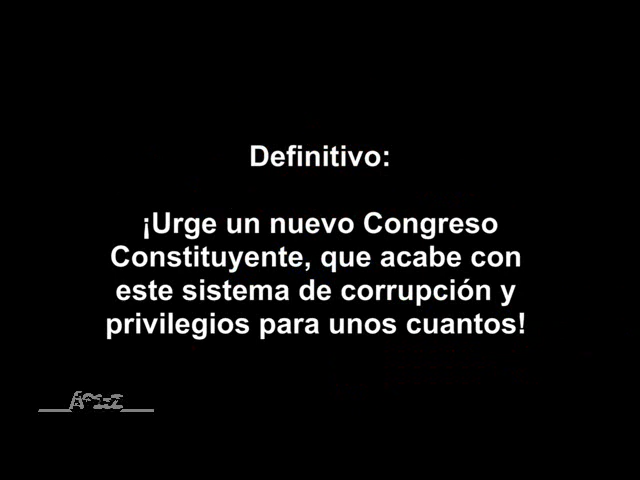 Definitivo:
¡Urge un nuevo Congreso
Constituyente, que acabe con
este sistema de corrupción y
privilegios para unos cuantos!